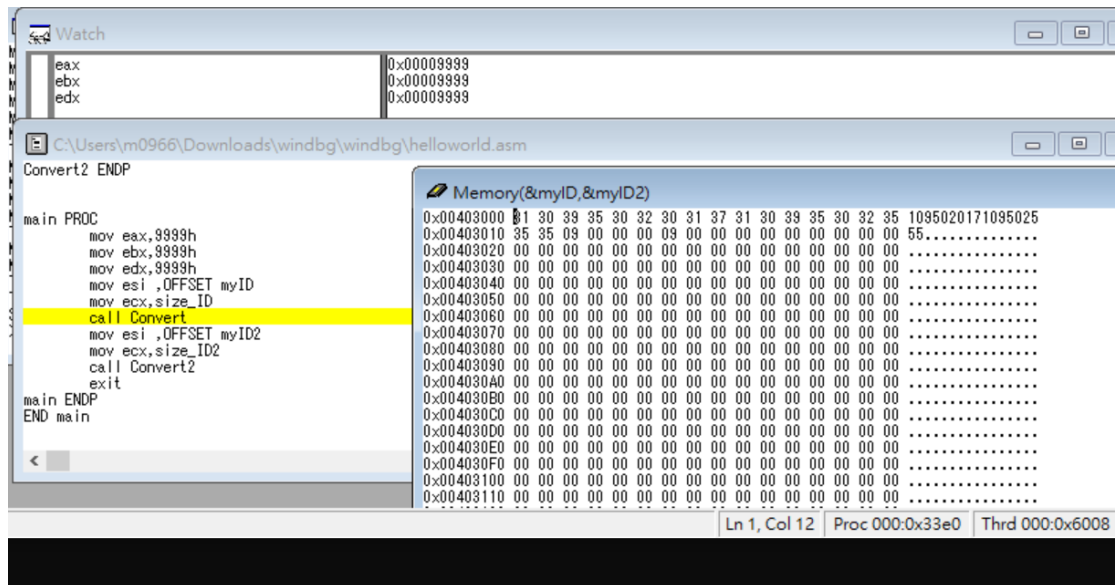 Watch
eax 0x00009999
ebx 0x00009999
edx 0x00009999
C:\Users\m0966\Downloads\windbg\windbg\helloworld.asm
Convert2 ENDP
main PROC
mov eax,9999h
mov ebx,9999h
mov edx,9999h
mov esi ,OFFSET myID
mov ecx,size_ID
call Convert
mov esi ,OFFSET myID2
mov ecx,size_ID2
call Convert2
exit
main ENDP
END main
Memory(&myID,&myID2)
0x00403000 31 30 39 35 30 32 30 31 37 31 30 39 35 30 32 35 1095020171095025
0x00403010 35 35 09 00 00 00 09 00 00 00 00 00 00 00 00 00 55..............
0x00403020 00 00 00 00 00 00 00 00 00 00 00 00 00 00 00 00 ................
0x00403030 00 00 00 00 00 00 00 00 00 00 00 00 00 00 00 00 ................
0x00403040 00 00 00 00 00 00 00 00 00 00 00 00 00 00 00 00 ................
0x00403050 00 00 00 00 00 00 00 00 00 00 00 00 00 00 00 00 ................
0x00403060 00 00 00 00 00 00 00 00 00 00 00 00 00 00 00 00 ................
0x00403070 00 00 00 00 00 00 00 00 00 00 00 00 00 00 00 00 ................
0x00403080 00 00 00 00 00 00 00 00 00 00 00 00 00 00 00 00 ................
0x00403090 00 00 00 00 00 00 00 00 00 00 00 00 00 00 00 00 ................
0x004030A0 00 00 00 00 00 00 00 00 00 00 00 00 00 00 00 00 ................
0x004030B0 00 00 00 00 00 00 00 00 00 00 00 00 00 00 00 00 ................
0x004030C0 00 00 00 00 00 00 00 00 00 00 00 00 00 00 00 00 ................
0x004030D0 00 00 00 00 00 00 00 00 00 00 00 00 00 00 00 00 ................
0x004030E0 00 00 00 00 00 00 00 00 00 00 00 00 00 00 00 00 ................
0x004030F0 00 00 00 00 00 00 00 00 00 00 00 00 00 00 00 00 ................
0x00403100 00 00 00 00 00 00 00 00 00 00 00 00 00 00 00 00 ................
0x00403110 00 00 00 00 00 00 00 00 00 00 00 00 00 00 00 00 ................
Ln 1, Col 12 Proc 000:0x33e0 Thrd 000:0x6008